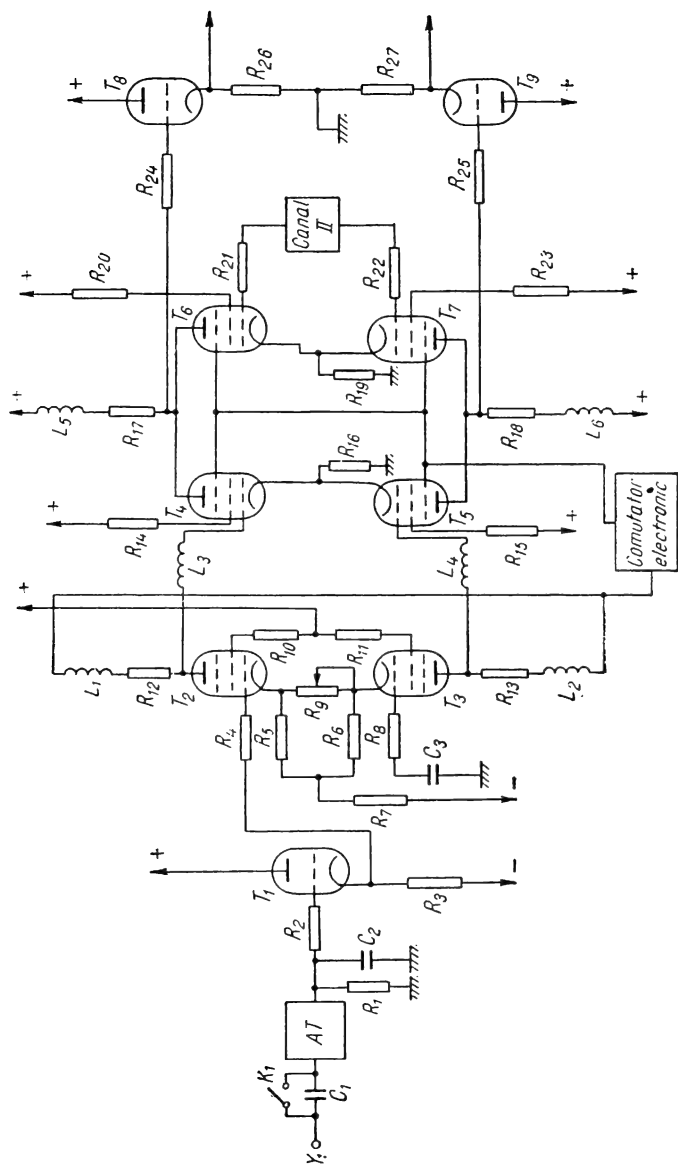 Y
K1
C1
AT
R1
C2
R2
T1
+
R3
−
R4
R5
R6
R7
−
R8
C3
R9
T2
T3
R10
R11
+
R12
L1
R13
L2
L3
L4
Comutator
electronic
+
R14
R15
+
T4
T5
R16
+
L5
R17
R18
L6
+
T6
T7
R19
+
R20
R21
Canal
II
R22
R23
+
R24
R25
+
T8
R26
R27
T9
+